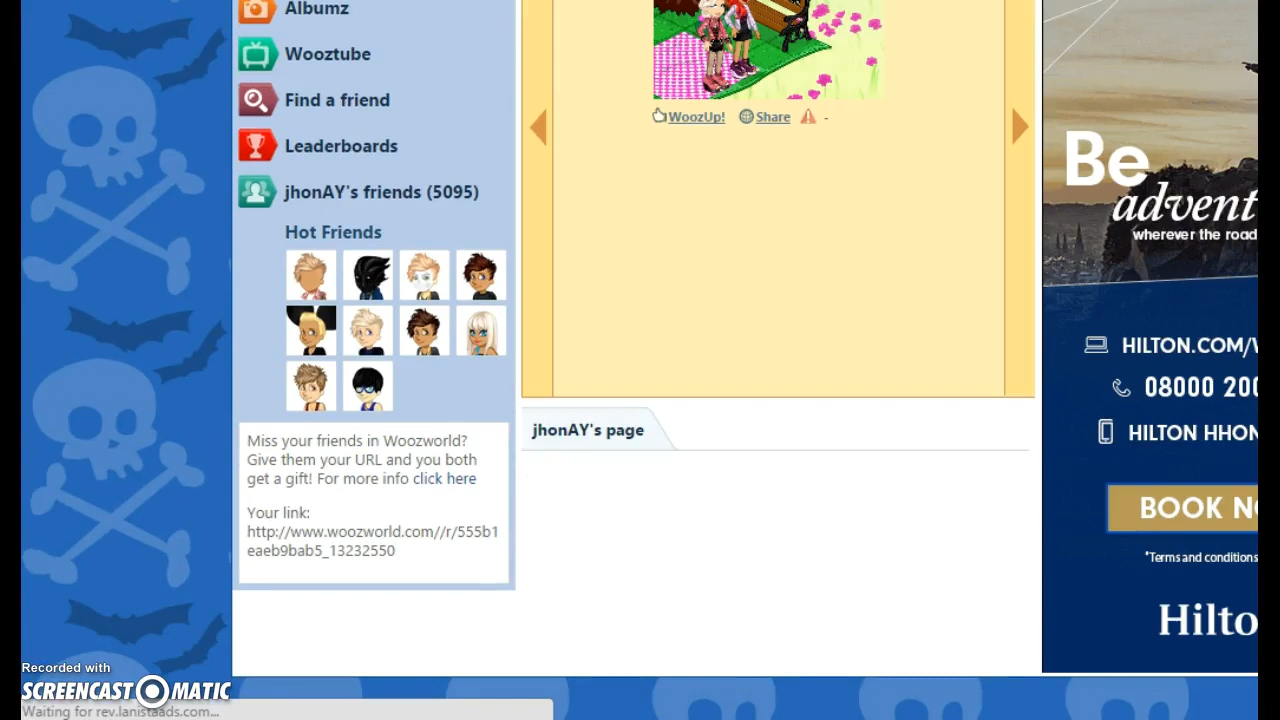 Albumz
Wooztube
Find a friend
Leaderboards
jhonAY's friends (5095)
Hot Friends
Miss your friends in Woozworld?
Give them your URL and you both
get a gift! For more info click here
Your link:
http://www.woozworld.com//r/555b1
eaeb9bab5_13232550
WoozUp! Share -
jhonAY's page
Be
advent
wherever the road
HILTON.COM/
08000 200
HILTON HHON
BOOK NO
*Terms and conditions
Hilto
Recorded with
SCREENCAST-O-MATIC
Waiting for rev.lanistaads.com...